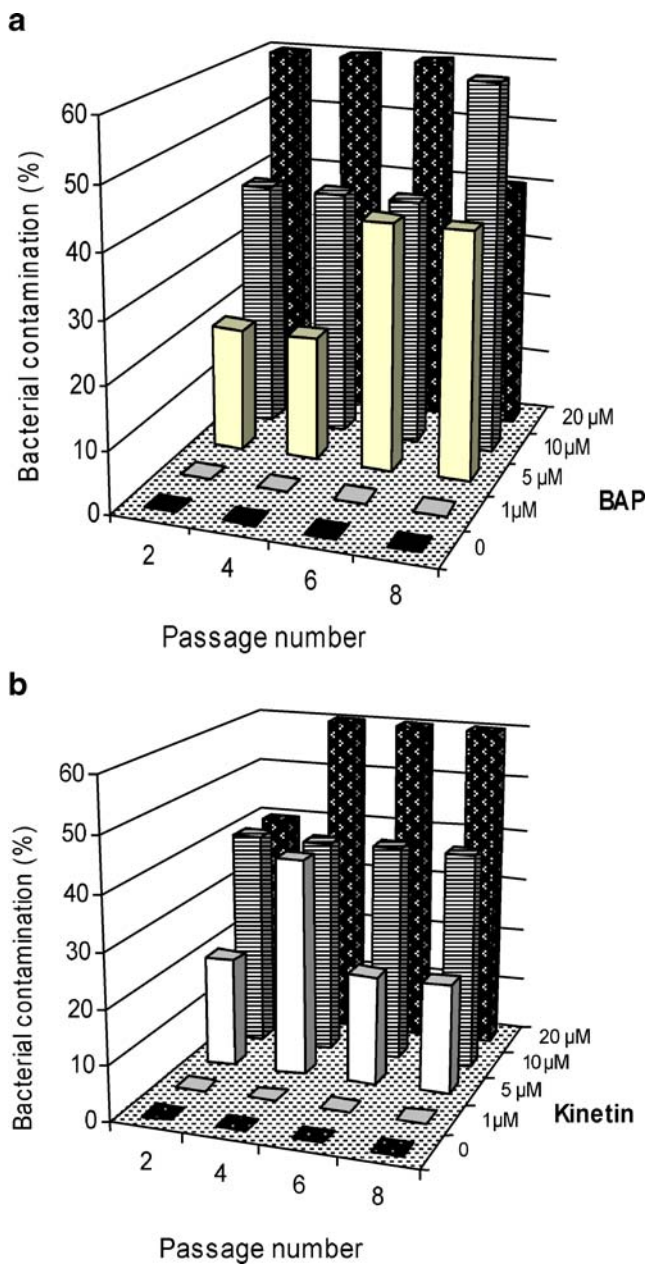 a
60
50
40
30
20
10
0
Bacterial contamination (%)
2 4 6 8
Passage number
0
1µM
5 µM
10 µM
20 µM
BAP
b
60
50
40
30
20
10
0
Bacterial contamination (%)
2 4 6 8
Passage number
0
1µM
5 µM
10 µM
20 µM
Kinetin